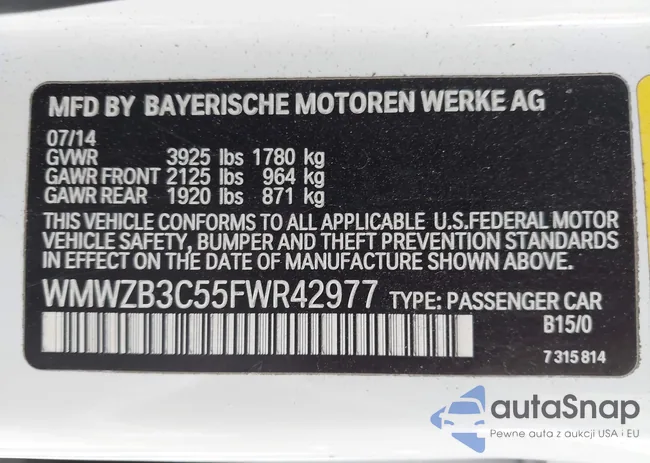 MFD BY BAYERISCHE MOTOREN WERKE AG
07/14
GVWR 3925 lbs 1780 kg
GAWR FRONT 2125 lbs 964 kg
GAWR REAR 1920 lbs 871 kg
THIS VEHICLE CONFORMS TO ALL APPLICABLE U.S.FEDERAL MOTOR
VEHICLE SAFETY, BUMPER AND THEFT PREVENTION STANDARDS
IN EFFECT ON THE DATE OF MANUFACTURE SHOWN ABOVE.
WMWZB3C55FWR42977 TYPE: PASSENGER CAR
B15/0
7 315 814
autaSnap
Pewne auta z aukcji USA i EU